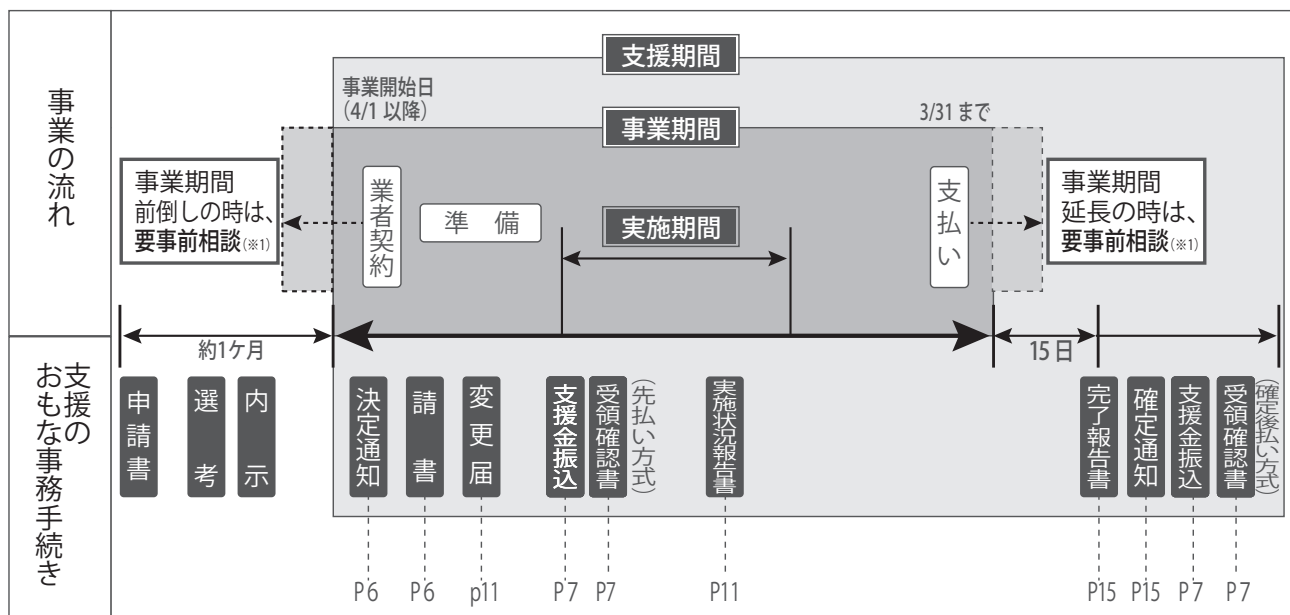 事業の流れ
支援期間
事業開始日
(4/1 以降)
事業期間
3/31 まで
事業期間
前倒しの時は、
要事前相談(※1)
業者契約
準 備
実施期間
支払い
事業期間
延長の時は、
要事前相談(※1)
約1ケ月
15 日
支援の
おもな事務手続き
申請書
選 考
内 示
決定通知
請 書
変更届
支援金振込
受領確認書
(先払い方式)
実施状況報告書
完了報告書
確定通知
支援金振込
受領確認書
(確定後払い方式)
P6
P6
p11
P7
P7
P11
P15
P15
P7
P7